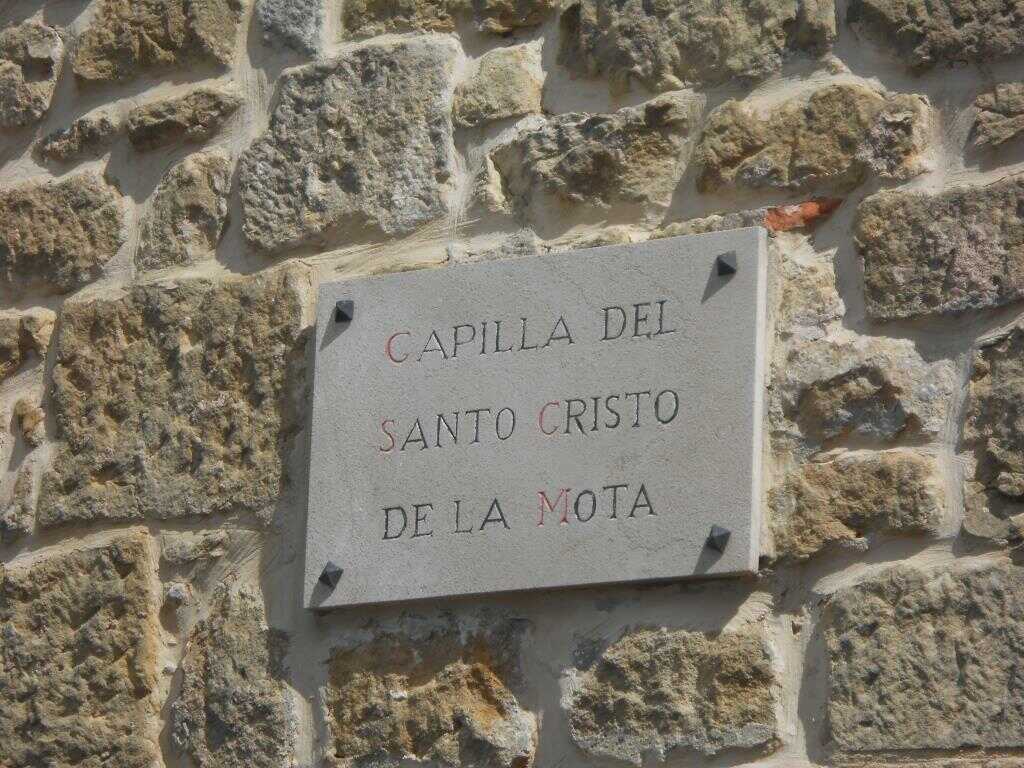 CAPILLA DEL
SANTO CRISTO
DE LA MOTA